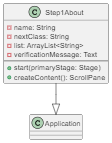 C Step1About
name: String
nextClass: String
list: ArrayList<String>
verificationMessage: Text
start(primaryStage: Stage)
createContent(): ScrollPane
Application